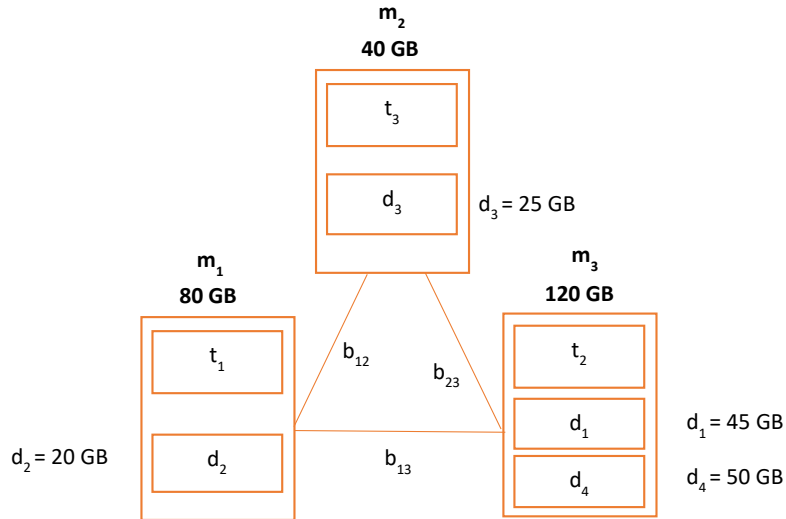 m₂
40 GB
t₃
d₃
d₃ = 25 GB
m₁
80 GB
m₃
120 GB
t₁
t₂
b₁₂
b₂₃
d₁
d₁ = 45 GB
d₂ = 20 GB
d₂
b₁₃
d₄
d₄ = 50 GB